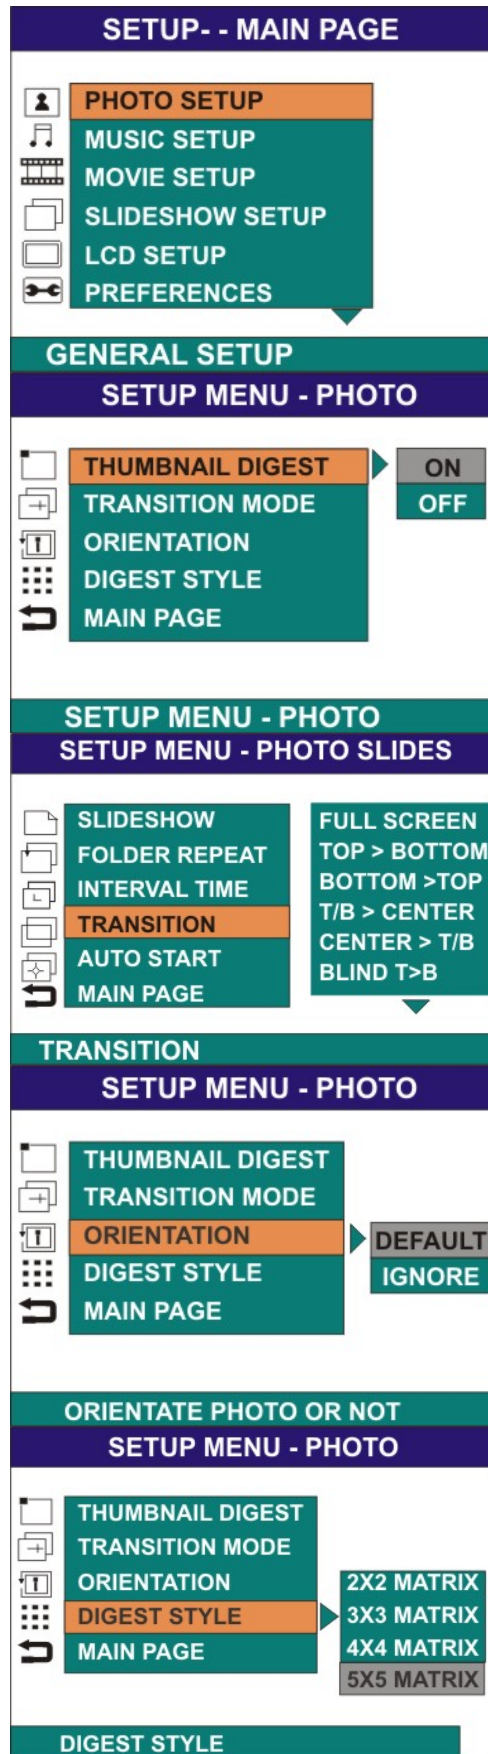 SETUP- - MAIN PAGE
PHOTO SETUP
MUSIC SETUP
MOVIE SETUP
SLIDESHOW SETUP
LCD SETUP
PREFERENCES
GENERAL SETUP
SETUP MENU - PHOTO
THUMBNAIL DIGEST
ON
TRANSITION MODE
OFF
ORIENTATION
DIGEST STYLE
MAIN PAGE
SETUP MENU - PHOTO
SETUP MENU - PHOTO SLIDES
SLIDESHOW
FOLDER REPEAT
INTERVAL TIME
TRANSITION
AUTO START
MAIN PAGE
FULL SCREEN
TOP > BOTTOM
BOTTOM >TOP
T/B > CENTER
CENTER > T/B
BLIND T>B
TRANSITION
SETUP MENU - PHOTO
THUMBNAIL DIGEST
TRANSITION MODE
ORIENTATION
DEFAULT
DIGEST STYLE
IGNORE
MAIN PAGE
ORIENTATE PHOTO OR NOT
SETUP MENU - PHOTO
THUMBNAIL DIGEST
TRANSITION MODE
ORIENTATION
DIGEST STYLE
MAIN PAGE
2X2 MATRIX
3X3 MATRIX
4X4 MATRIX
5X5 MATRIX
DIGEST STYLE